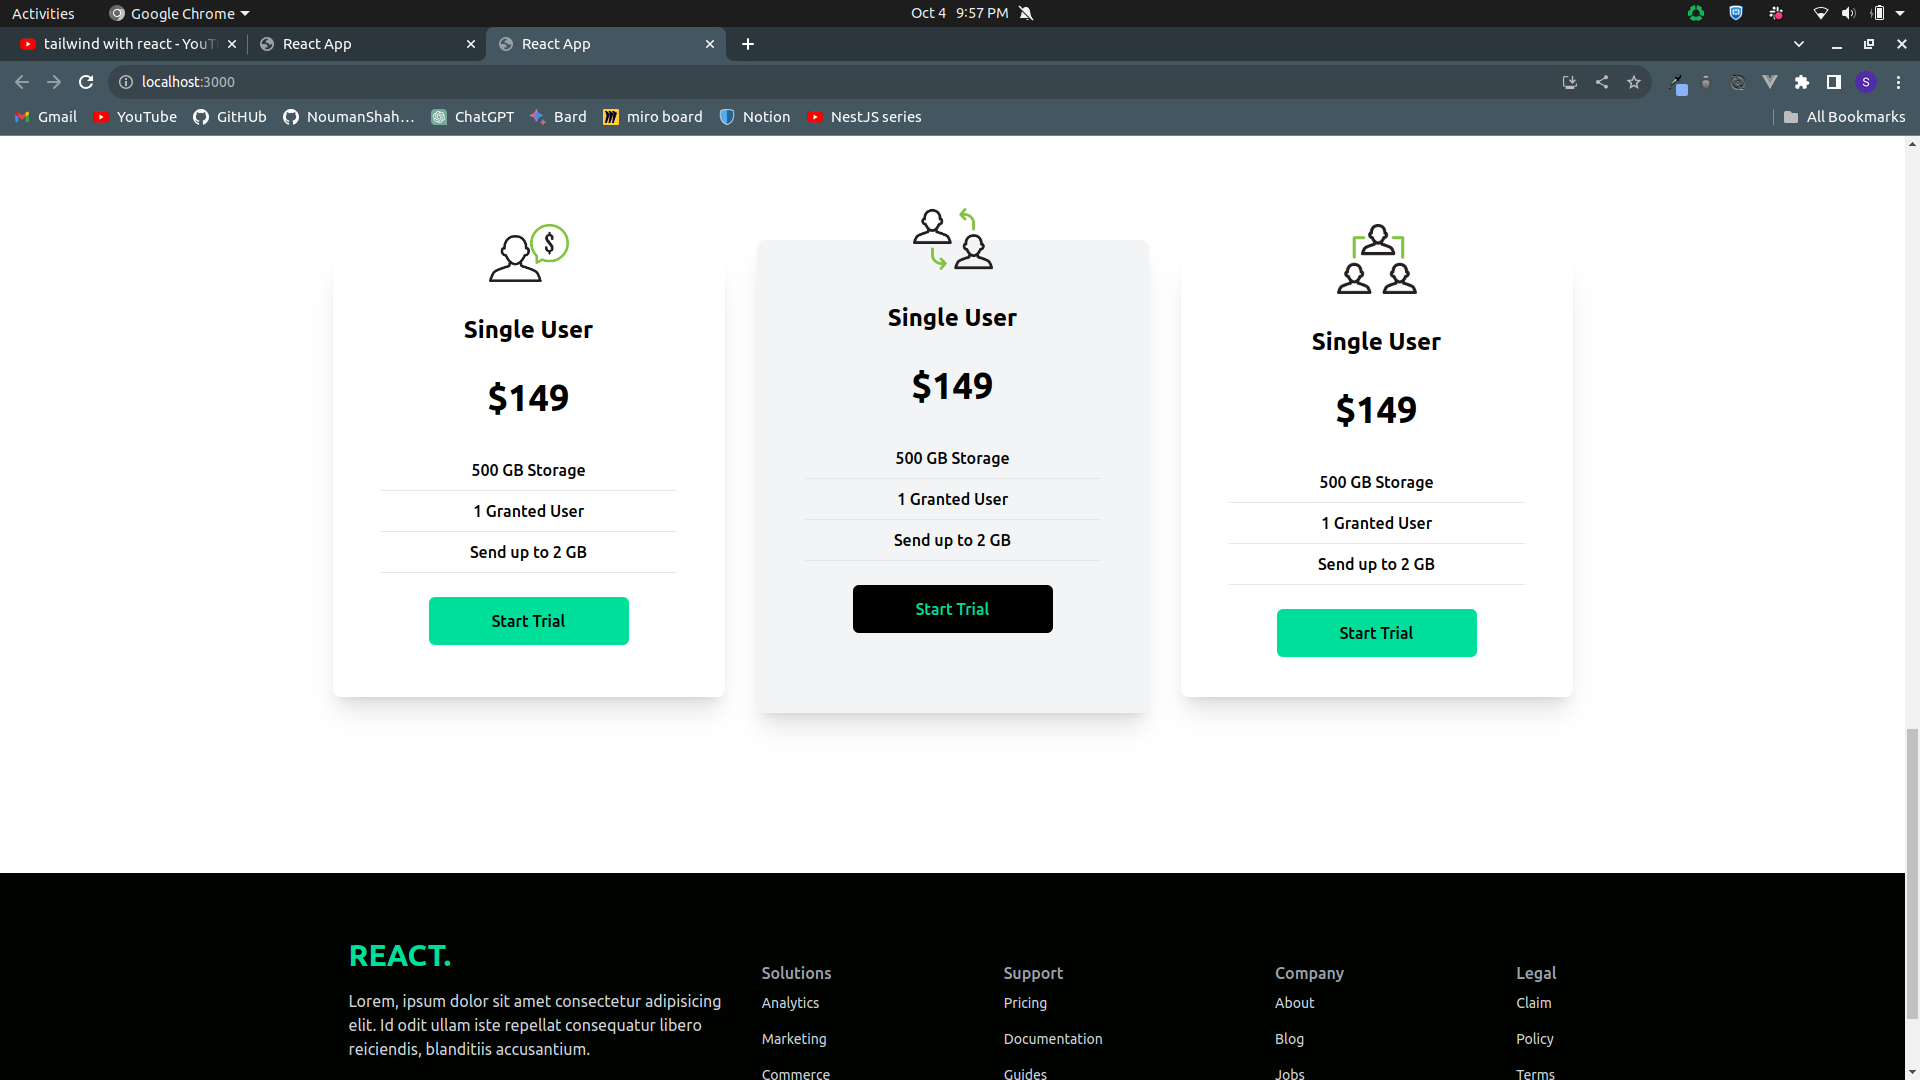 Activities
Google Chrome
Oct 4 9:57 PM
tailwind with react - YouT
React App
React App
localhost:3000
S
Gmail
YouTube
GitHUb
NoumanShah...
ChatGPT
Bard
miro board
Notion
NestJS series
All Bookmarks
$
Single User
$149
500 GB Storage
1 Granted User
Send up to 2 GB
Start Trial
Single User
$149
500 GB Storage
1 Granted User
Send up to 2 GB
Start Trial
Single User
$149
500 GB Storage
1 Granted User
Send up to 2 GB
Start Trial
REACT.
Lorem, ipsum dolor sit amet consectetur adipisicing
elit. Id odit ullam iste repellat consequatur libero
reiciendis, blanditiis accusantium.
Solutions
Analytics
Marketing
Commerce
Support
Pricing
Documentation
Guides
Company
About
Blog
Jobs
Legal
Claim
Policy
Terms